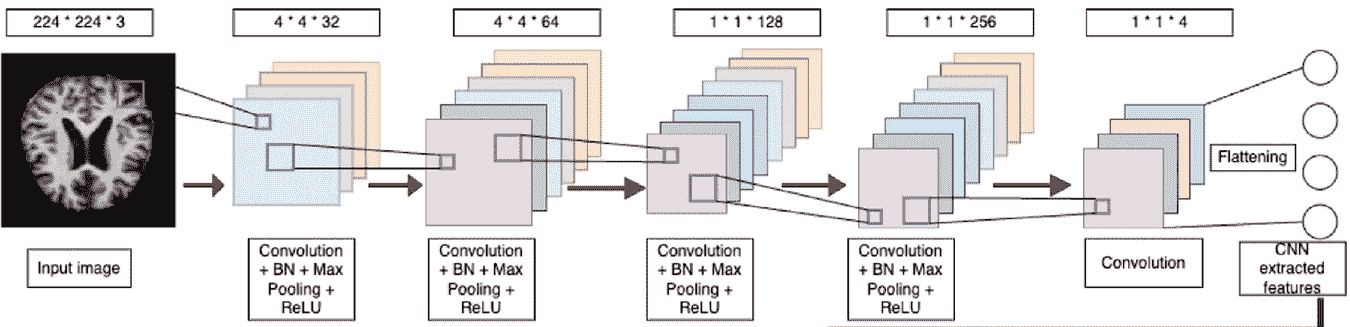 224 * 224 * 3
4 * 4 * 32
4 * 4 * 64
1 * 1 * 128
1 * 1 * 256
1 * 1 * 4
Flattening
Input image
Convolution
+ BN + Max
Pooling +
ReLU
Convolution
+ BN + Max
Pooling +
ReLU
Convolution
+ BN + Max
Pooling +
ReLU
Convolution
+ BN + Max
Pooling +
ReLU
Convolution
CNN
extracted
features